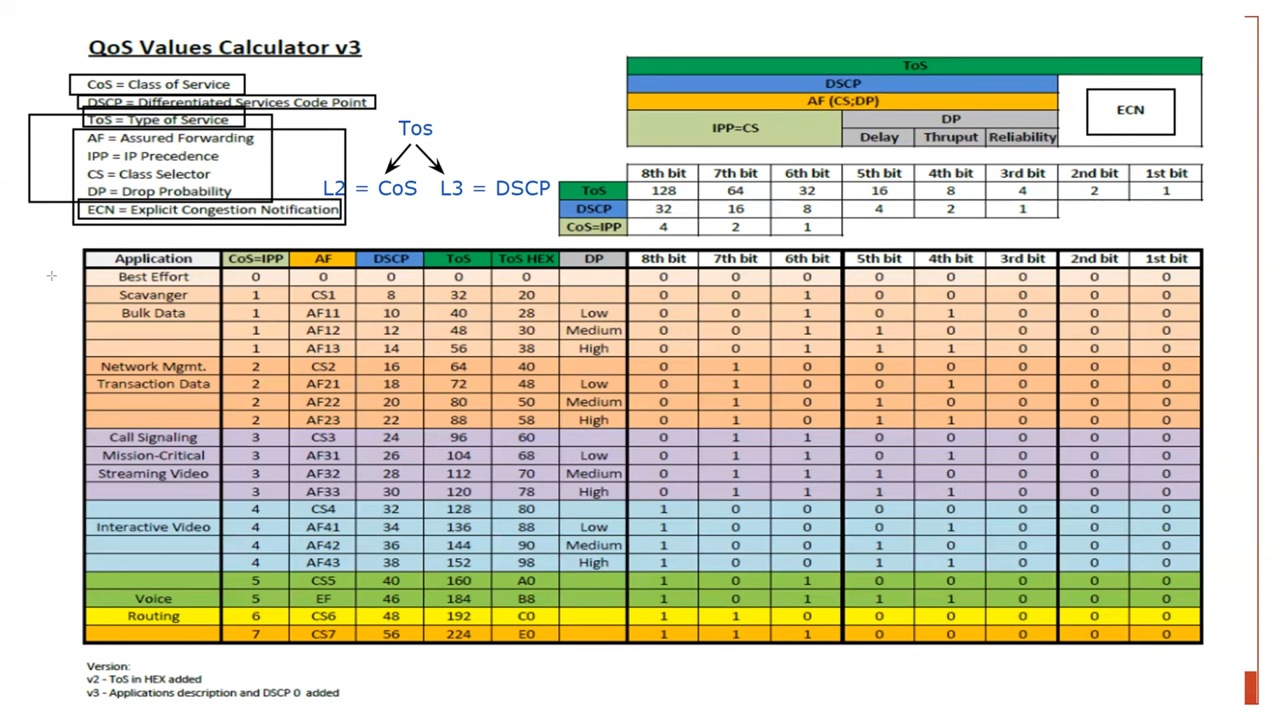 QoS Values Calculator v3
CoS = Class of Service
DSCP = Differentiated Services Code Point
ToS = Type of Service
AF = Assured Forwarding
IPP = IP Precedence
CS = Class Selector
DP = Drop Probability
ECN = Explicit Congestion Notification
Tos
L2 = CoS L3 = DSCP
ToS
DSCP
AF (CS;DP)
ECN
IPP=CS DP
Delay Thruput Reliability
8th bit 7th bit 6th bit 5th bit 4th bit 3rd bit 2nd bit 1st bit
ToS 128 64 32 16 8 4 2 1
DSCP 32 16 8 4 2 1
CoS=IPP 4 2 1
Application CoS=IPP AF DSCP ToS ToS HEX DP 8th bit 7th bit 6th bit 5th bit 4th bit 3rd bit 2nd bit 1st bit
Best Effort 0 0 0 0 0 0 0 0 0 0 0 0 0
Scavanger 1 CS1 8 32 20 0 0 1 0 0 0 0 0
Bulk Data 1 AF11 10 40 28 Low 0 0 1 0 1 0 0 0
1 AF12 12 48 30 Medium 0 0 1 1 0 0 0 0
1 AF13 14 56 38 High 0 0 1 1 1 0 0 0
Network Mgmt. 2 CS2 16 64 40 0 1 0 0 0 0 0 0
Transaction Data 2 AF21 18 72 48 Low 0 1 0 0 1 0 0 0
2 AF22 20 80 50 Medium 0 1 0 1 0 0 0 0
2 AF23 22 88 58 High 0 1 0 1 1 0 0 0
Call Signaling 3 CS3 24 96 60 0 1 1 0 0 0 0 0
Mission-Critical 3 AF31 26 104 68 Low 0 1 1 0 1 0 0 0
Streaming Video 3 AF32 28 112 70 Medium 0 1 1 1 0 0 0 0
3 AF33 30 120 78 High 0 1 1 1 1 0 0 0
4 CS4 32 128 80 1 0 0 0 0 0 0 0
Interactive Video 4 AF41 34 136 88 Low 1 0 0 0 1 0 0 0
4 AF42 36 144 90 Medium 1 0 0 1 0 0 0 0
4 AF43 38 152 98 High 1 0 0 1 1 0 0 0
5 CS5 40 160 A0 1 0 1 0 0 0 0 0
Voice 5 EF 46 184 B8 1 0 1 1 1 0 0 0
Routing 6 CS6 48 192 C0 1 1 0 0 0 0 0 0
7 CS7 56 224 E0 1 1 1 0 0 0 0 0
Version:
v2 - ToS in HEX added
v3 - Applications description and DSCP 0 added